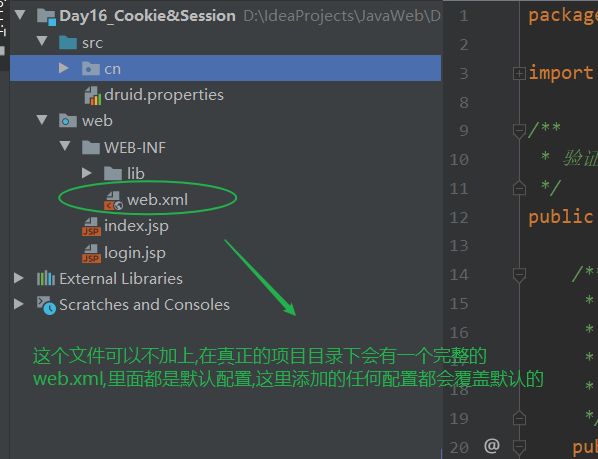 Day16_Cookie&Session D:\IdeaProjects\JavaWeb\D
src
cn
druid.properties
web
WEB-INF
lib
web.xml
index.jsp
login.jsp
External Libraries
Scratches and Consoles
这个文件可以不加上,在真正的项目目录下会有一个完整的
web.xml,里面都是默认配置,这里添加的任何配置都会覆盖默认的
1 package
2
3 import
8
9 /**
10 * 验证
11 */
12 public
13
14 /**
15 *
16 *
17 *
18 *
19 */
20 @ pu